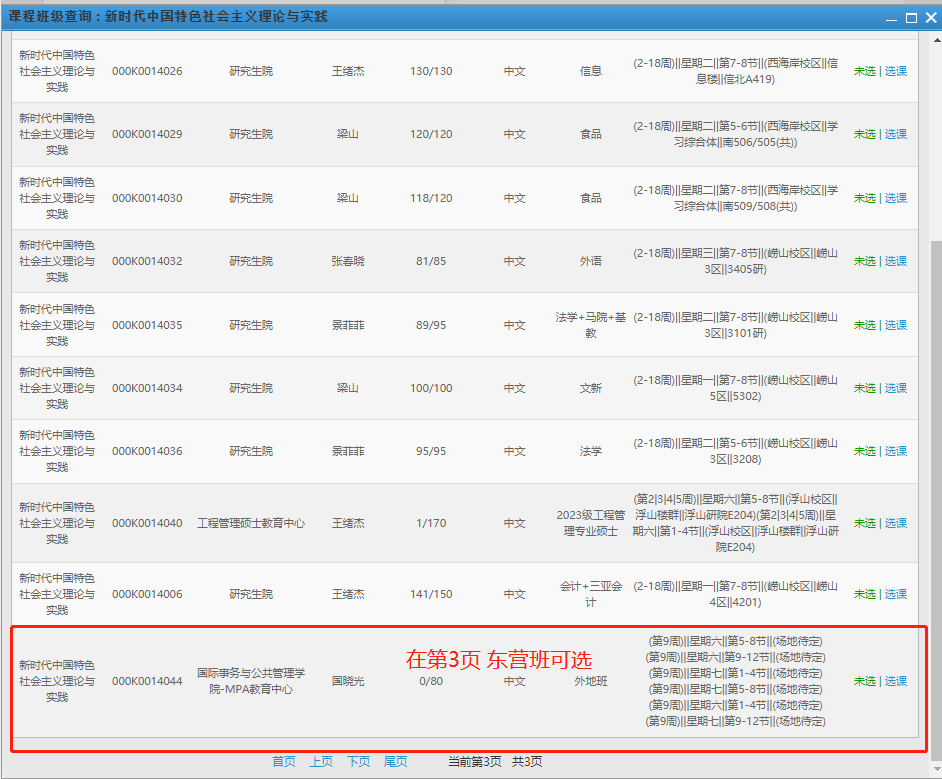 课程班级查询：新时代中国特色社会主义理论与实践
新时代中国特色
社会主义理论与
实践
000K0014026 研究生院 王绪杰 130/130 中文 信息
(2-18周)||星期二||第7-8节||(西海岸校区||信
息楼||信北A419)
未选 | 选课
新时代中国特色
社会主义理论与
实践
000K0014029 研究生院 梁山 120/120 中文 食品
(2-18周)||星期二||第5-6节||(西海岸校区||学
习综合体||南506/505(共))
未选 | 选课
新时代中国特色
社会主义理论与
实践
000K0014030 研究生院 梁山 118/120 中文 食品
(2-18周)||星期二||第7-8节||(西海岸校区||学
习综合体||南509/508(共))
未选 | 选课
新时代中国特色
社会主义理论与
实践
000K0014032 研究生院 张春晓 81/85 中文 外语
(2-18周)||星期三||第7-8节||(崂山校区||崂山
3区||3405研)
未选 | 选课
新时代中国特色
社会主义理论与
实践
000K0014035 研究生院 景菲菲 89/95 中文
法学+马院+基
教
(2-18周)||星期二||第7-8节||(崂山校区||崂山
3区||3101研)
未选 | 选课
新时代中国特色
社会主义理论与
实践
000K0014034 研究生院 梁山 100/100 中文 文新
(2-18周)||星期一||第7-8节||(崂山校区||崂山
5区||5302)
未选 | 选课
新时代中国特色
社会主义理论与
实践
000K0014036 研究生院 景菲菲 95/95 中文 法学
(2-18周)||星期二||第5-6节||(崂山校区||崂山
3区||3208)
未选 | 选课
新时代中国特色
社会主义理论与
实践
000K0014040 工程管理硕士教育中心 王绪杰 1/170 中文
2023级工程管
理专业硕士
(第2|3|4|5周)||星期六||第5-8节||(浮山校区||
浮山楼群||浮山研院E204)(第2|3|4|5周)||星
期六||第1-4节||(浮山校区||浮山楼群||浮山研
院E204)
未选 | 选课
新时代中国特色
社会主义理论与
实践
000K0014006 研究生院 王绪杰 141/150 中文
会计+三亚会
计
(2-18周)||星期一||第7-8节||(崂山校区||崂山
4区||4201)
未选 | 选课
在第3页 东营班可选
新时代中国特色
社会主义理论与
实践
000K0014044
国际事务与公共管理学
院-MPA教育中心
国晓光 0/80 中文 外地班
(第9周)||星期六||第5-8节||(场地待定)
(第9周)||星期六||第9-12节||(场地待定)
(第9周)||星期七||第1-4节||(场地待定)
(第9周)||星期七||第5-8节||(场地待定)
(第9周)||星期六||第1-4节||(场地待定)
(第9周)||星期七||第9-12节||(场地待定)
未选 | 选课
首页 上页 下页 尾页 当前第3页 共3页